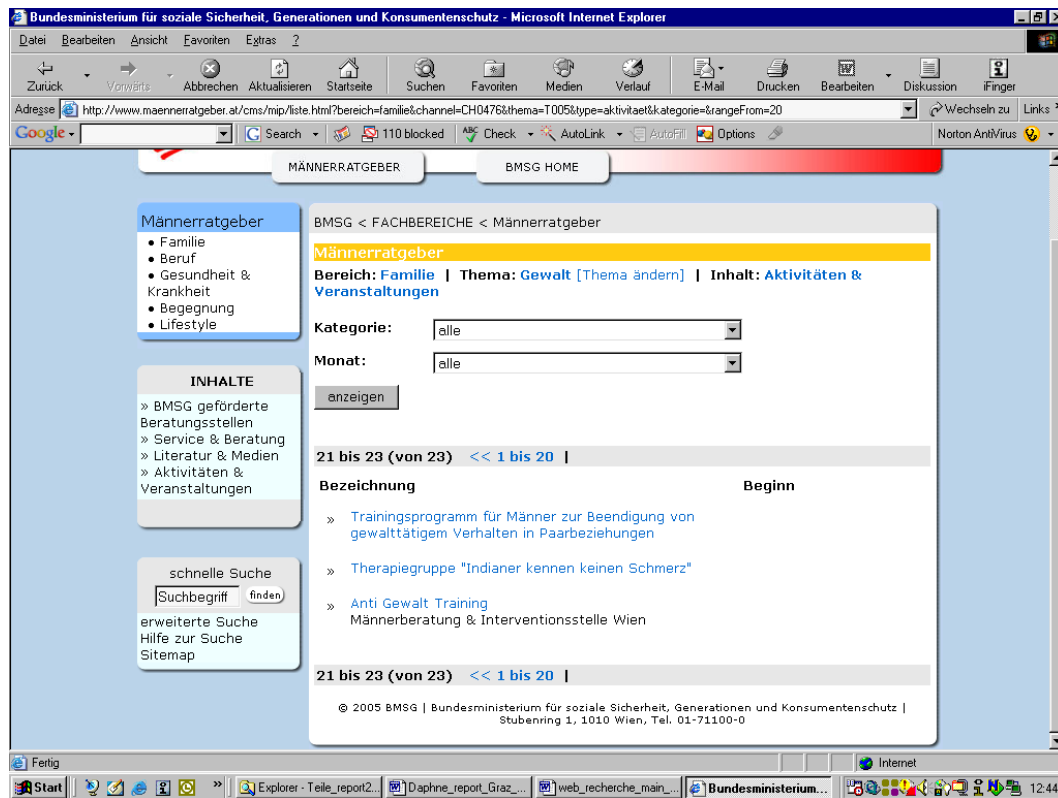 Bundesministerium für soziale Sicherheit, Generationen und Konsumentenschutz - Microsoft Internet Explorer
Datei Bearbeiten Ansicht Favoriten Extras ?
Zurück Vorwärts Abbrechen Aktualisieren Startseite Suchen Favoriten Medien Verlauf E-Mail Drucken Bearbeiten Diskussion iFinger
Adresse http://www.maennerratgeber.at/cms/mip/liste.html?bereich=familie&channel=CH0476&thema=T005&type=aktivitaet&kategorie=&rangeFrom=20 Wechseln zu Links
Google Search 110 blocked Check AutoLink AutoFill Options Norton AntiVirus
MÄNNERRATGEBER BMSG HOME
Männerratgeber
• Familie
• Beruf
• Gesundheit &
Krankheit
• Begegnung
• Lifestyle
INHALTE
» BMSG geförderte
Beratungsstellen
» Service & Beratung
» Literatur & Medien
» Aktivitäten &
Veranstaltungen
schnelle Suche
Suchbegriff finden
erweiterte Suche
Hilfe zur Suche
Sitemap
BMSG < FACHBEREICHE < Männerratgeber
Männerratgeber
Bereich: Familie | Thema: Gewalt [Thema ändern] | Inhalt: Aktivitäten &
Veranstaltungen
Kategorie: alle
Monat: alle
anzeigen
21 bis 23 (von 23) << 1 bis 20 |
Bezeichnung Beginn
» Trainingsprogramm für Männer zur Beendigung von
gewalttätigem Verhalten in Paarbeziehungen
» Therapiegruppe "Indianer kennen keinen Schmerz"
» Anti Gewalt Training
Männerberatung & Interventionsstelle Wien
21 bis 23 (von 23) << 1 bis 20 |
© 2005 BMSG | Bundesministerium für soziale Sicherheit, Generationen und Konsumentenschutz |
Stubenring 1, 1010 Wien, Tel. 01-71100-0
Fertig Internet
Start » Explorer - Teile_report2... Daphne_report_Graz_... web_recherche_main_... Bundesministerium... 12:44